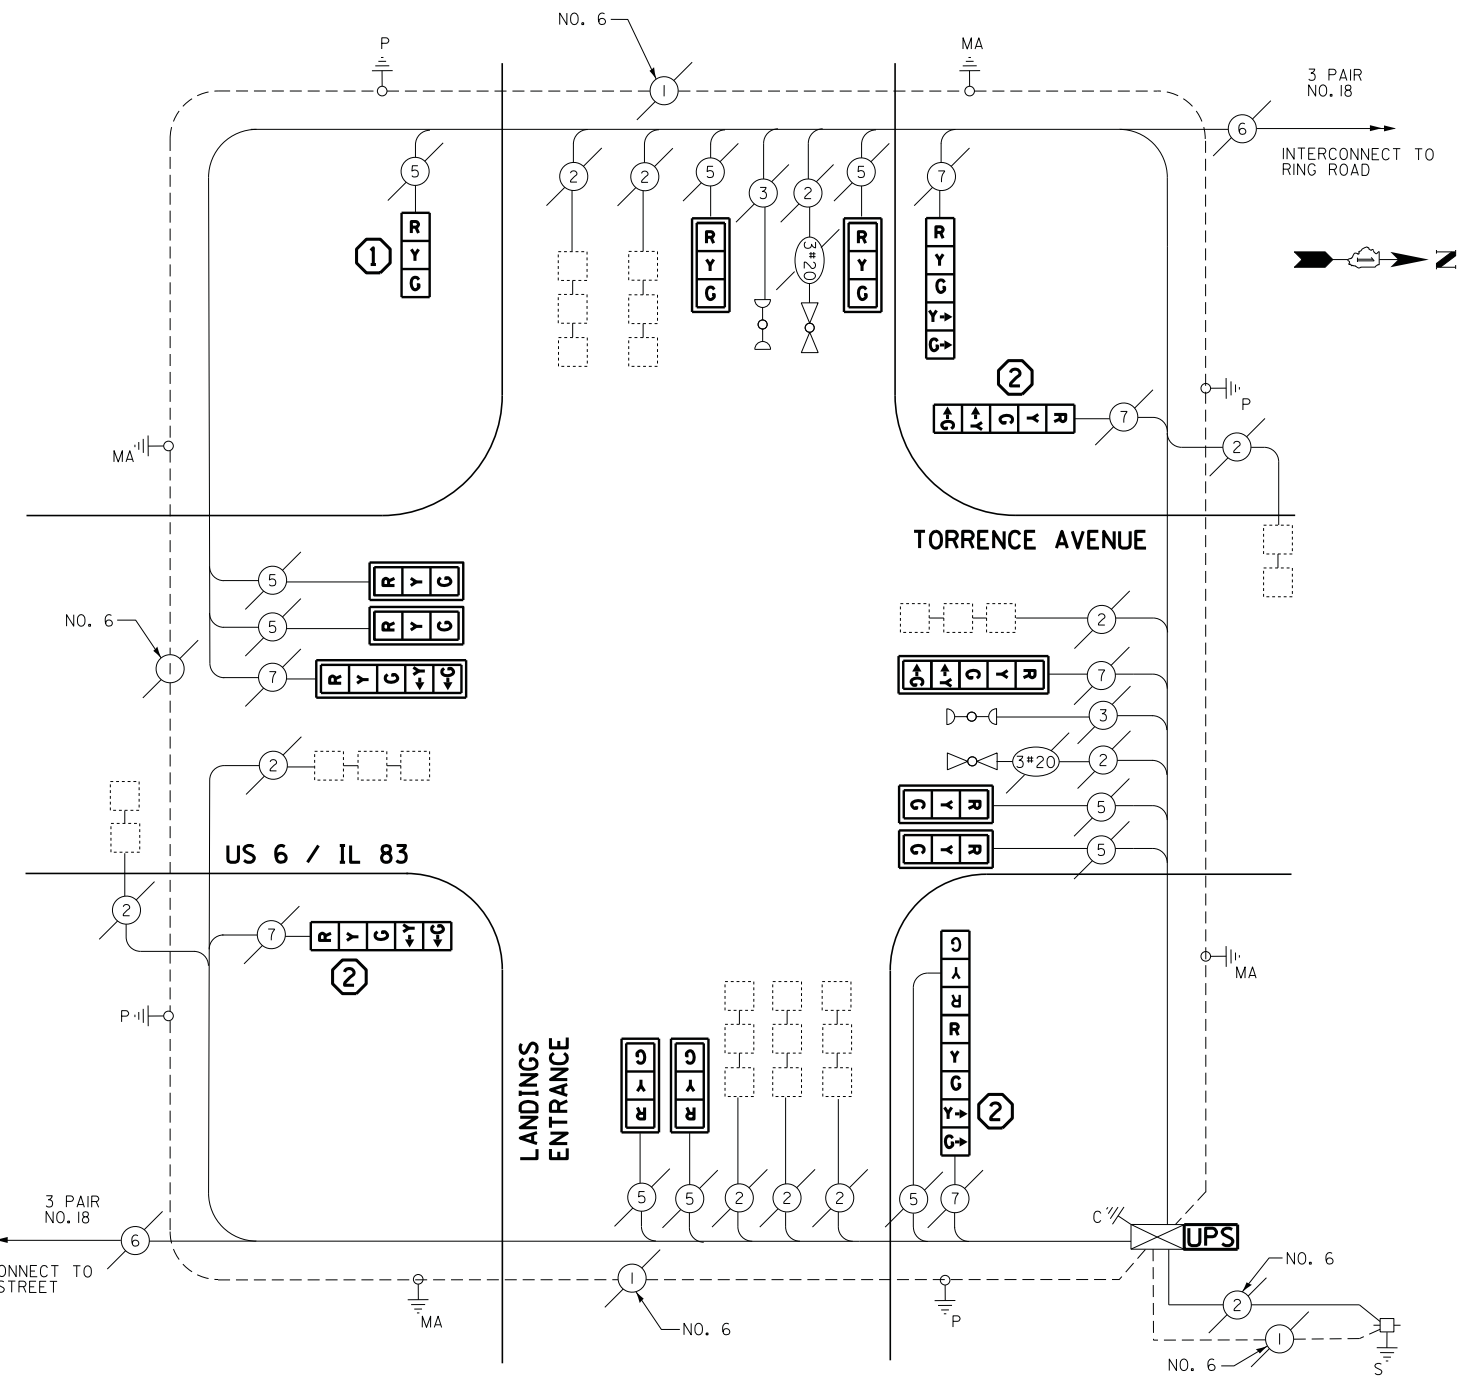 NO. 6
P
MA
3 PAIR
NO.18
6
INTERCONNECT TO
RING ROAD
N
1
5
2
2
5
3
2
5
7
1
R
Y
G
R
Y
G
3#20
R
Y
G
R
Y
G
Y→
G→
2
←G ←Y G Y R
7
P
2
MA
TORRENCE AVENUE
5
R Y G
5
R Y G
NO. 6
1
7
R Y G ←Y ←G
2
2
←G ←Y G Y R
7
3
3#20
2
G Y R
5
G Y R
5
2
US 6 / IL 83
2
7
R Y G ←Y ←G
2
P
MA
G
Y
R
R
Y
G
Y→
G→
2
LANDINGS
ENTRANCE
G
Y
R
G
Y
R
5
5
2
2
2
5
7
3 PAIR
NO.18
6
ONNECT TO
STREET
C
UPS
MA
1
NO. 6
P
NO. 6
2
1
NO. 6
S